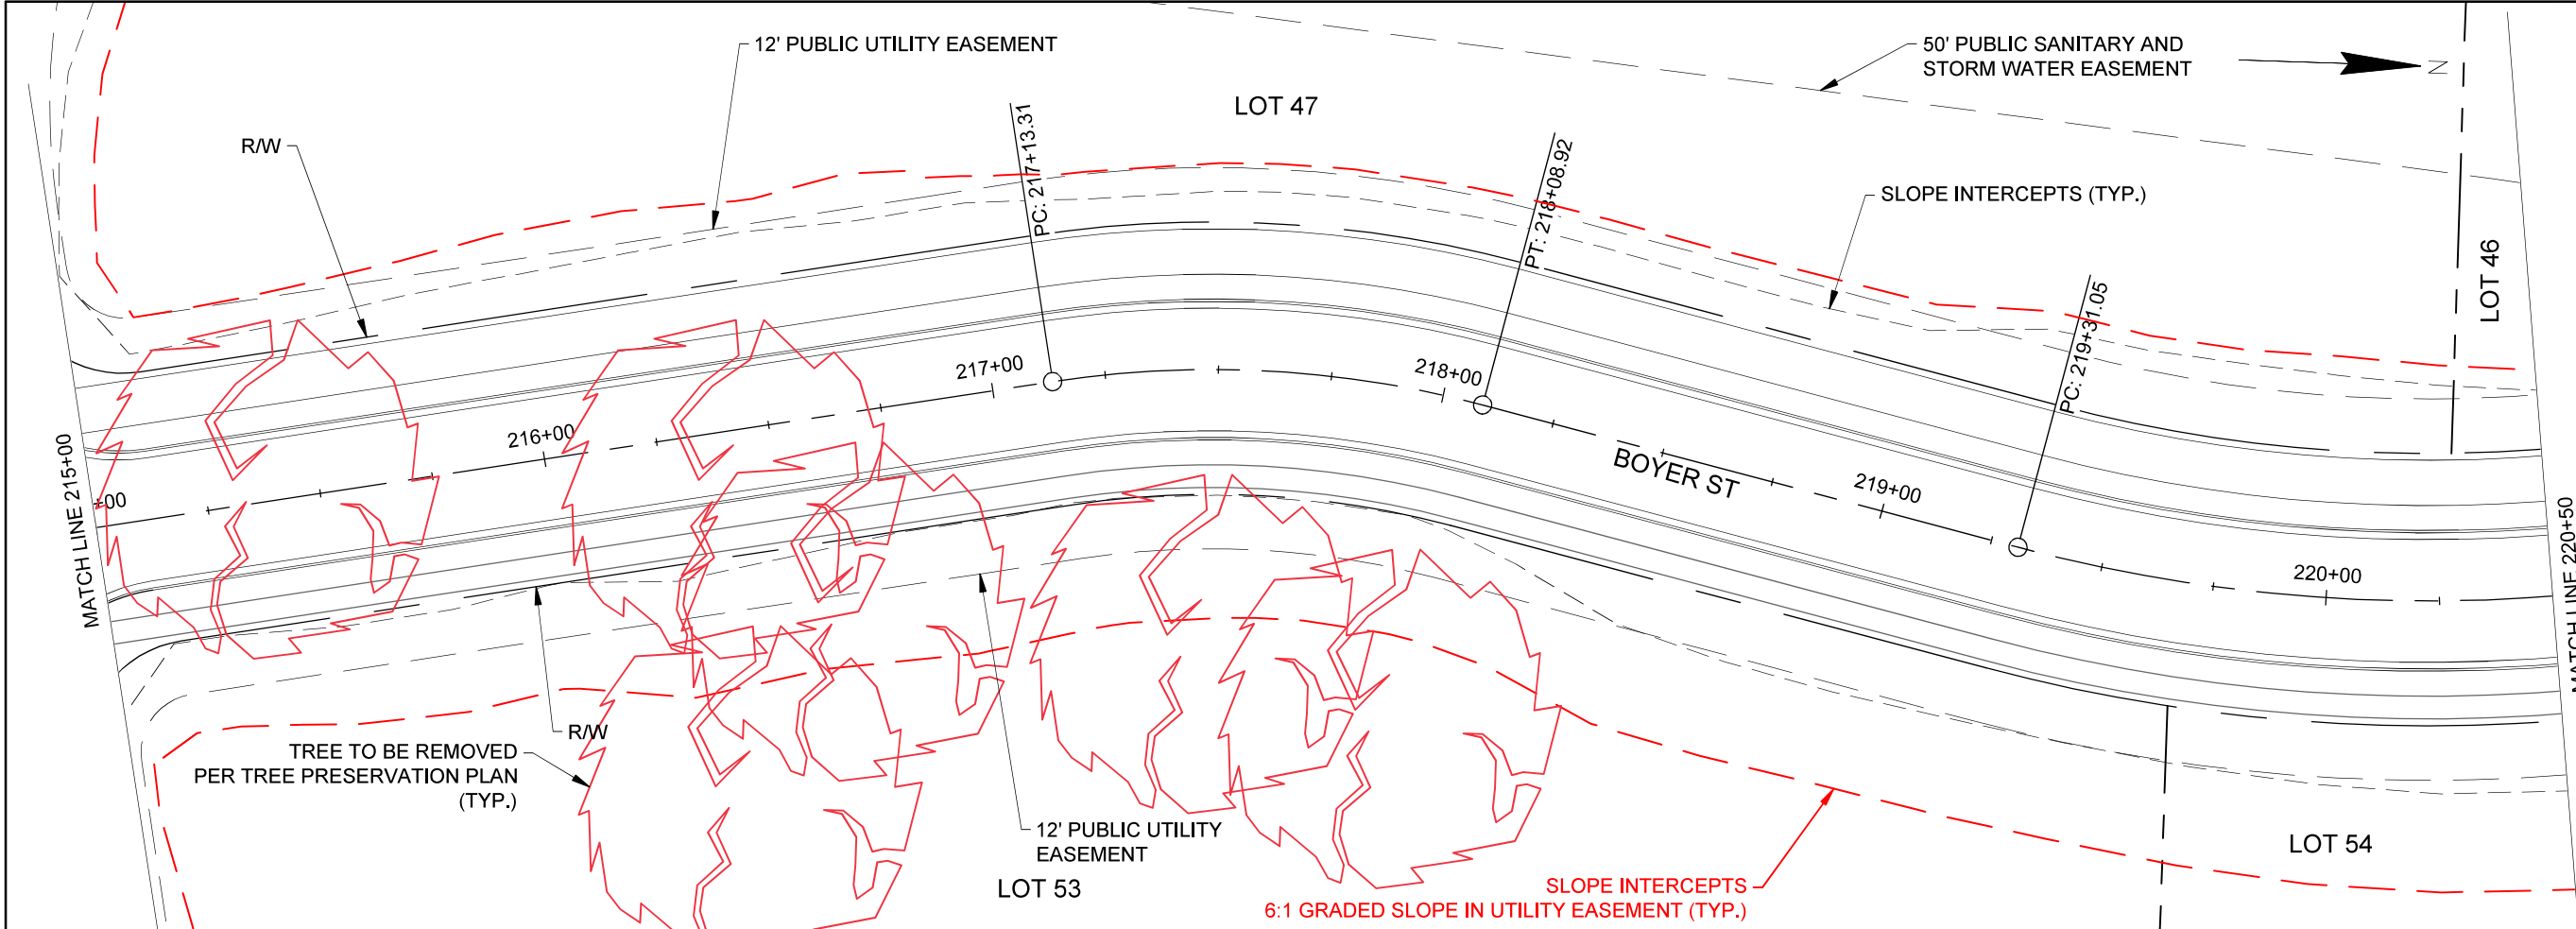 12' PUBLIC UTILITY EASEMENT
50' PUBLIC SANITARY AND
STORM WATER EASEMENT
N
LOT 47
R/W
PC: 217+13.31
PT: 218+08.92
SLOPE INTERCEPTS (TYP.)
LOT 46
PC: 219+31.05
217+00
218+00
216+00
BOYER ST
219+00
220+00
+00
MATCH LINE 215+00
MATCH LINE 220+50
R/W
TREE TO BE REMOVED
PER TREE PRESERVATION PLAN
(TYP.)
12' PUBLIC UTILITY
EASEMENT
LOT 53
LOT 54
SLOPE INTERCEPTS
6:1 GRADED SLOPE IN UTILITY EASEMENT (TYP.)